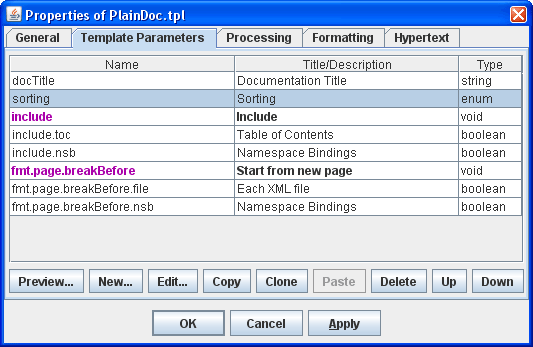 Properties of PlainDoc.tpl
General Template Parameters Processing Formatting Hypertext
Name Title/Description Type
docTitle Documentation Title string
sorting Sorting enum
include Include void
include.toc Table of Contents boolean
include.nsb Namespace Bindings boolean
fmt.page.breakBefore Start from new page void
fmt.page.breakBefore.file Each XML file boolean
fmt.page.breakBefore.nsb Namespace Bindings boolean
Preview... New... Edit... Copy Clone Paste Delete Up Down
OK Cancel Apply